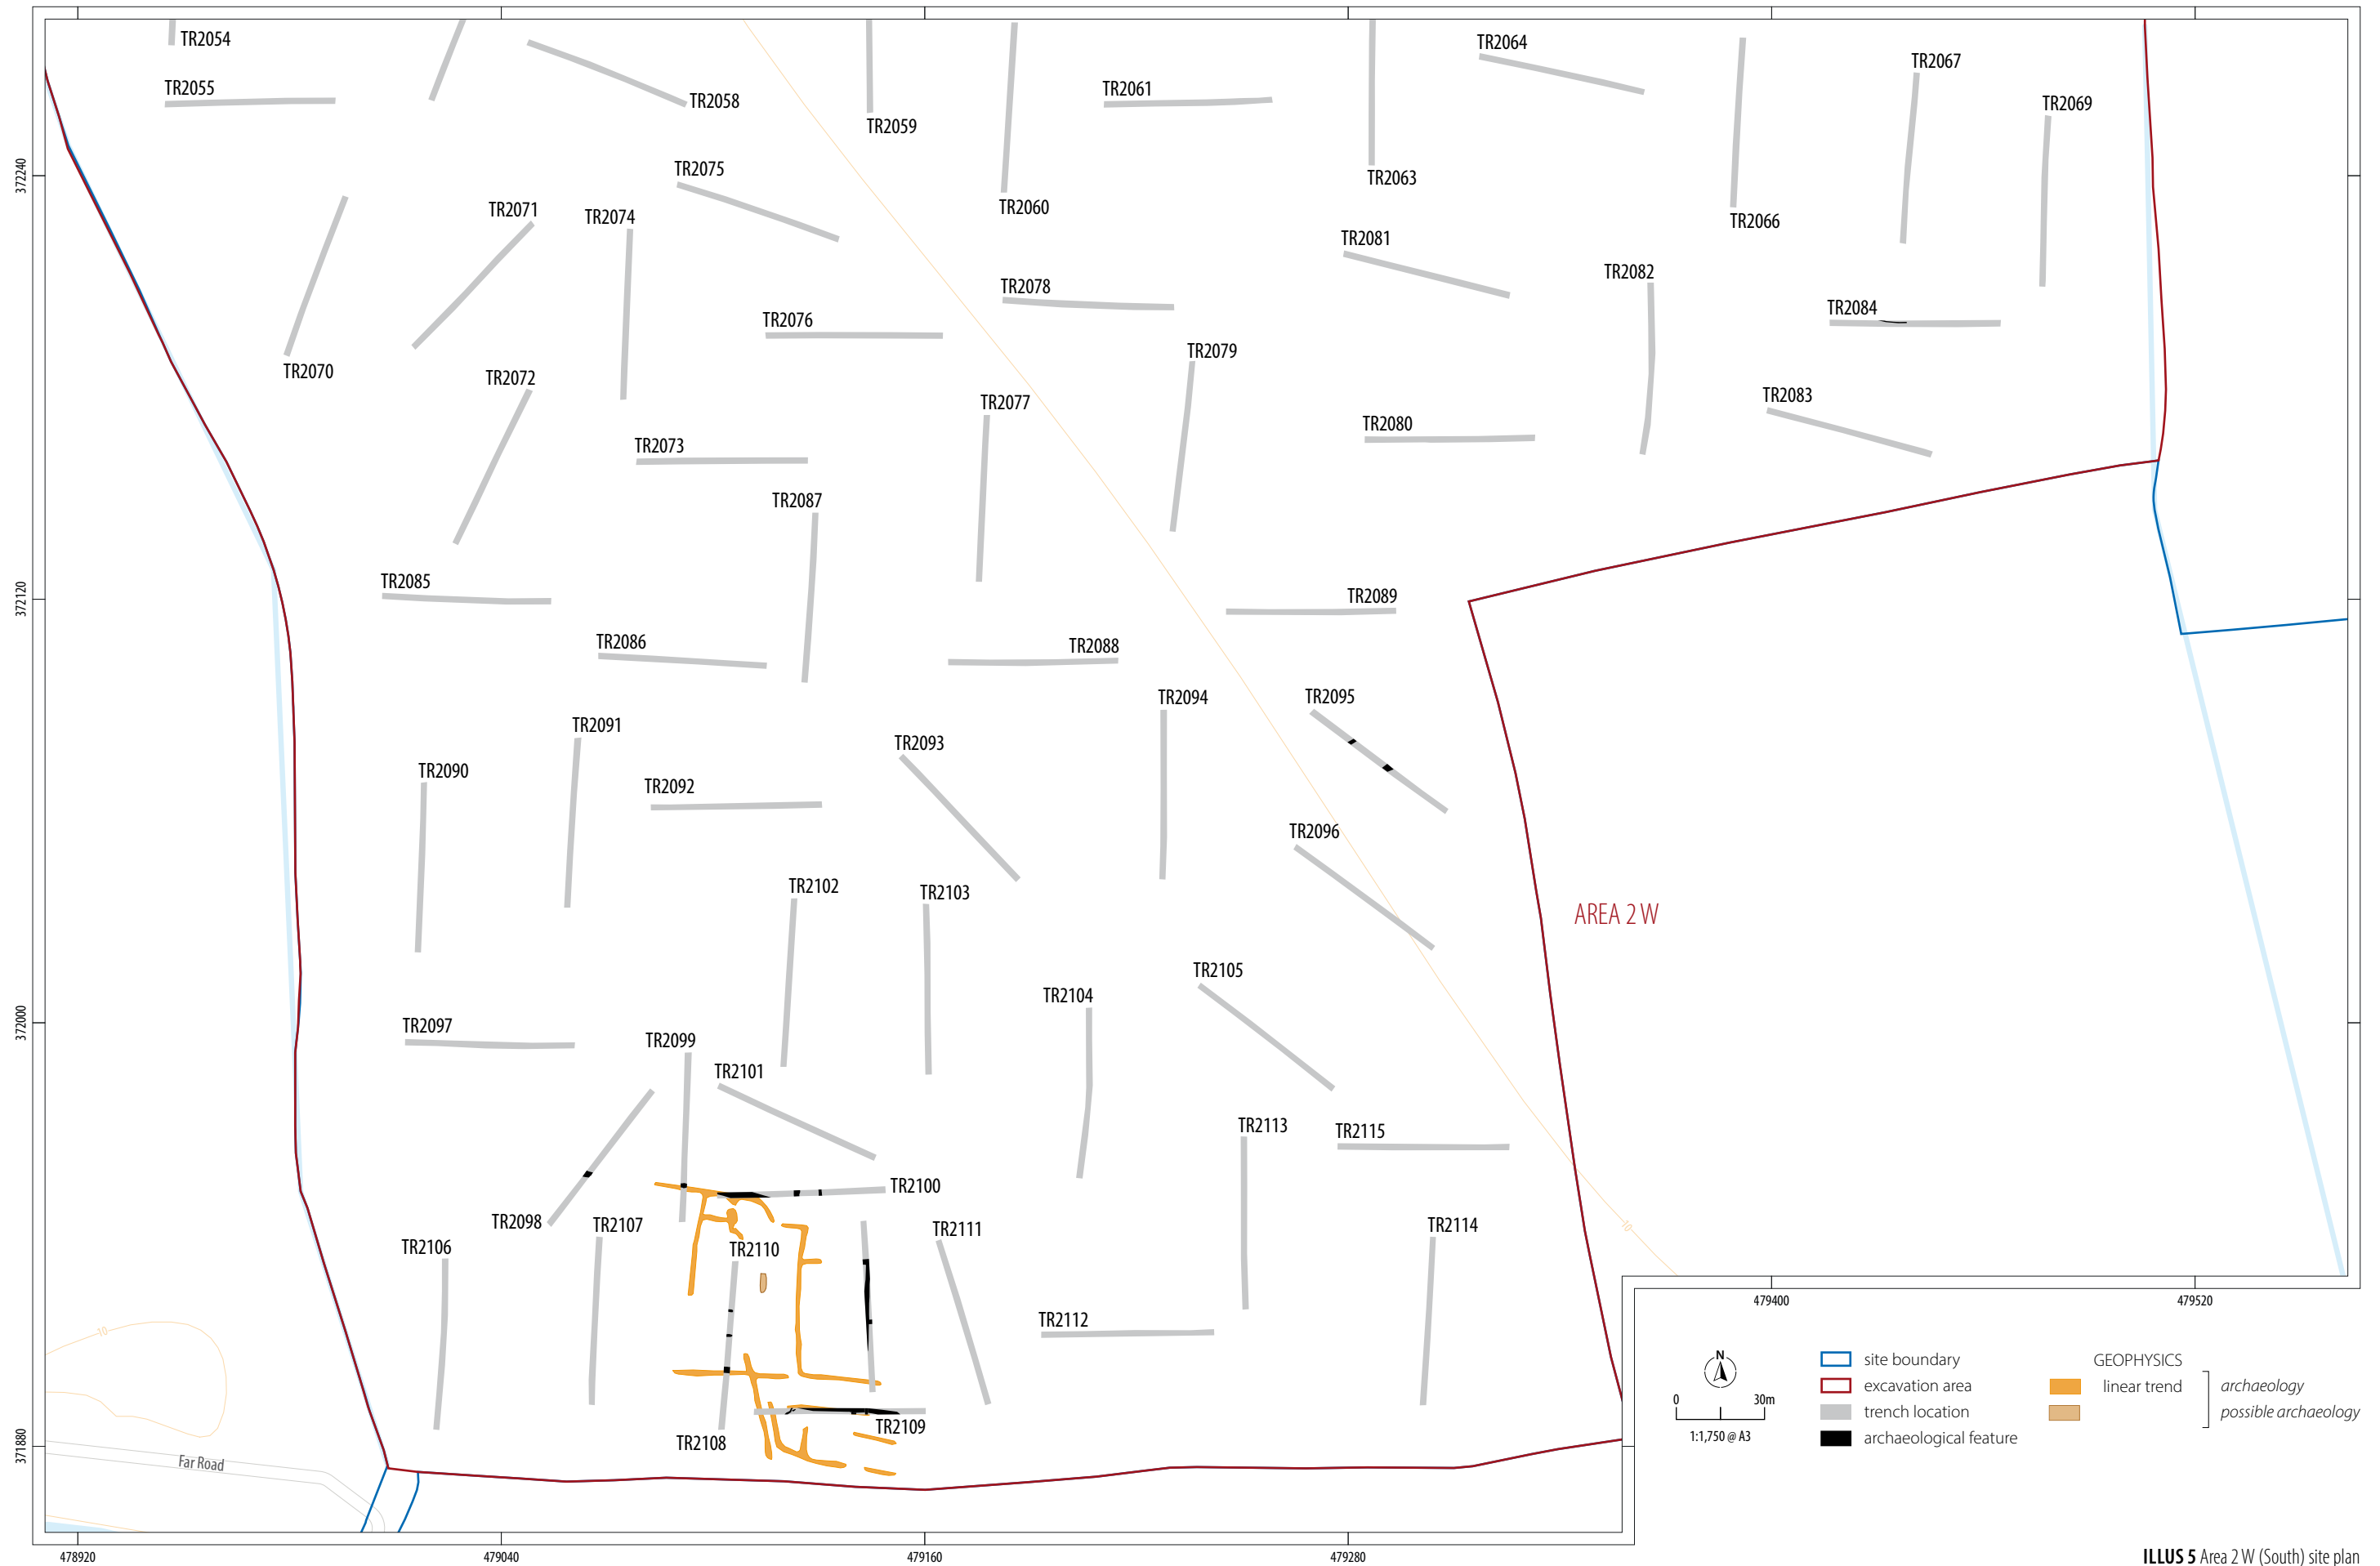 TR2054
TR2055
TR2058
TR2059
TR2060
TR2061
TR2063
TR2064
TR2066
TR2067
TR2069
372240
TR2070
TR2071
TR2074
TR2075
TR2076
TR2078
TR2081
TR2082
TR2084
TR2072
TR2073
TR2077
TR2079
TR2080
TR2083
TR2087
372120
TR2085
TR2086
TR2088
TR2089
TR2090
TR2091
TR2092
TR2093
TR2094
TR2095
TR2096
TR2102
TR2103
AREA 2 W
372000
TR2097
TR2099
TR2101
TR2104
TR2105
TR2098
TR2100
TR2113
TR2115
TR2106
TR2107
TR2110
TR2111
TR2114
10
10
TR2112
TR2108
TR2109
371880
Far Road
478920
479040
479160
479280
479400
479520
N
0 30m
1:1,750 @ A3
site boundary
excavation area
trench location
archaeological feature
GEOPHYSICS
linear trend
archaeology
possible archaeology
ILLUS 5 Area 2 W (South) site plan